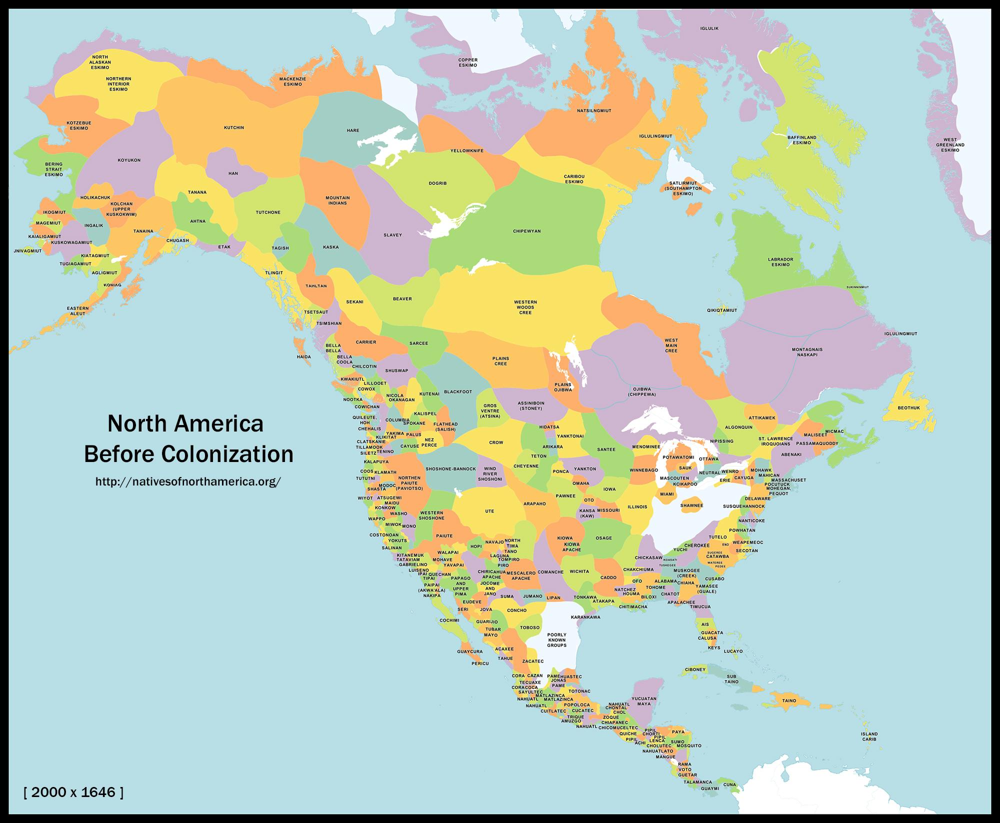 North America
Before Colonization
http://nativesofnorthamerica.org/
[ 2000 x 1646 ]
IGLULIK
COPPER
ESKIMO
NORTH
ALASKAN
ESKIMO
NORTHERN
INTERIOR
ESKIMO
MACKENZIE
ESKIMO
NATSILNGMIUT
KOTZEBUE
ESKIMO
KUTCHIN
HARE
IGLULINGMIUT
BAFFINLAND
ESKIMO
WEST
GREENLAND
ESKIMO
YELLOWKNIFE
KOYUKON
BERING
STRAIT
ESKIMO
HAN
CARIBOU
ESKIMO
DOGRIB
SATLIRMIUT
(SOUTHAMPTON
ESKIMO)
TANANA
HOLIKACHUK
MOUNTAIN
INDIANS
KOLCHAN
(UPPER
KUSKOKWIM)
IKOGMIUT
TUTCHONE
MAGEMIUT
AHTNA
INGALIK
TANAINA
CHIPEWYAN
KAIALIGAMIUT
SLAVEY
KUSKOWAGAMIUT
CHUGASH
ETAK
TAGISH
KASKA
JNIVAGMIUT
KIATAGMIUT
TUGIAGAMIUT
LABRADOR
ESKIMO
AGLIGMIUT
TLINGIT
KONIAG
TAHLTAN
SUKINNINMIUT
SEKANI
BEAVER
WESTERN
WOODS
CREE
EASTERN
ALEUT
TSETSAUT
QIKIQTAMIUT
TSIMSHIAN
IGLULINGMIUT
CARRIER
SARCEE
WEST
MAIN
CREE
BELLA
BELLA
MONTAGNAIS
NASKAPI
HAIDA
BELLA
COOLA
PLAINS
CREE
CHILCOTIN
SHUSWAP
KWAKIUTL
LILLOOET
COWOX
PLAINS
OJIBWA
OJIBWA
(CHIPPEWA)
KUTENAI
BLACKFOOT
NICOLA
OKANAGAN
NOOTKA
ASSINIBOIN
(STONEY)
COWICHAN
GROS
VENTRE
(ATSINA)
BEOTHUK
KALISPEL
QUILEUTE,
HOH
COLUMBIA
SPOKANE
FLATHEAD
(SALISH)
ATTIKAMEK
CHEHALIS
HIDATSA
ALGONQUIN
YAKIMA
PALUS
YANKTONAI
MICMAC
KLIKITAT
MALISEET
CLATSKANIE
NEZ
PERCE
CROW
NIPISSING
ST. LAWRENCE
IROQUOIANS
PASSAMAQUODDY
TILLAMOOK
CAYUSE
ARIKARA
SANTEE
MENOMINEE
SILETZ
TENINO
TETON
POTAWATOMI
OTTAWA
ABENAKI
KALAPUYA
CHEYENNE
SAUK
COOS
KLAMATH
SHOSHONE-BANNOCK
WIND
RIVER
SHOSHONI
PONCA
YANKTON
WINNEBAGO
NEUTRAL
WENRO
MOHAWK
MAHICAN
TUTUTNI
NORTHERN
PAIUTE
(PAVIOTSO)
MASCOUTEN
KCIKAPOO
ERIE
CAYUGA
MASSACHUSET
POCUTUCK
MODOC
SHASTA
OMAHA
IOWA
MOHEGAN,
PEQUOT
WIYOT
ATSUGEWI
MAIDU
PAWNEE
OTO
MIAMI
DELAWARE
KONKOW
ARAPAHO
SHAWNEE
SUSQUEHANNOCK
WASHO
WESTERN
SHOSHONE
UTE
KANSA
(KAW)
MISSOURI
ILLINOIS
WAPPO
NANTICOKE
MIWOK
MONO
POWHATAN
COSTONOAN
PAIUTE
KIOWA
OSAGE
TUTELO
YOKUTS
NAVAJO
NORTH
TIWA
KIOWA
APACHE
ENO
WEAPEMEOC
SALINAN
HOPI
TANO
CHEROKEE
YUCHI
SECOTAN
KITANEMUK
WALAPAI
LAGUNA
SUGEREE
CATAWBA
TATAVIAM
MOHAVE
TOMPIRO
CHICKASAW
KOASATI
GABRIELINO
YAVAPAI
PIRO
TUSKEGEE
WATEREE
PEDEE
LUISENO
CHIRICAHUA
APACHE
MESCALERO
APACHE
COMANCHE
WICHITA
CHAKCHIUMA
MUSKOGEE
(CREEK)
IPAI
TIPAI
QUECHAN
PAPAGO
AND
UPPER
PIMA
CADDO
OFO
ALABAMA
CHIAHA
CUSABO
PAIPAI
(AKWA'ALA)
JOCOME
AND
JANO
TOHOME
YAMASEE
(GUALE)
NAKIPA
SUMA
JUMANO
LIPAN
TONKAWA
NATCHEZ
HOUMA
BILOXI
CHATOT
EUDEVE
ATAKAPA
APALACHEE
SERI
JOVA
CONCHO
CHITIMACHA
TIMUCUA
COCHIMI
GUARIJIO
KARANKAWA
TUBAR
TOBOSO
AIS
MAYO
POORLY
KNOWN
GROUPS
GUACATA
CALUSA
GUAYCURA
ACAXEE
KEYS
LUCAYO
PERICU
TAHUE
ZACATEC
CIBONEY
CORA
CAZAN
PAME
HUASTEC
SUB
TAINO
TECUAXE
JONAS
PAME
CORA
COCA
SAYULTEC
TOTONAC
MATLAZINCA
NAHUATL
MATLAZINCA
YUCUATAN
MAYA
TAINO
NAHUATL
POPOLOCA
NAHUATL
CHONTAL
CUITLATEC
CUCATEC
CHOL
TRIQUE
ZOQUE
AMUZGO
CHIAPANEC
NAHUATL
CHICOMUCELTEC
QUICHE
PIPIL
CHORTI
PAYA
ISLAND
CARIB
PIPIL
PIPIL
ACHI
LENCA
SUMO
CHOLUTEC
MOSQUITO
NAHUATLATO
MANGUE
RAMA
VOTO
GUETAR
TALAMANCA
CUNA
GUAYMI